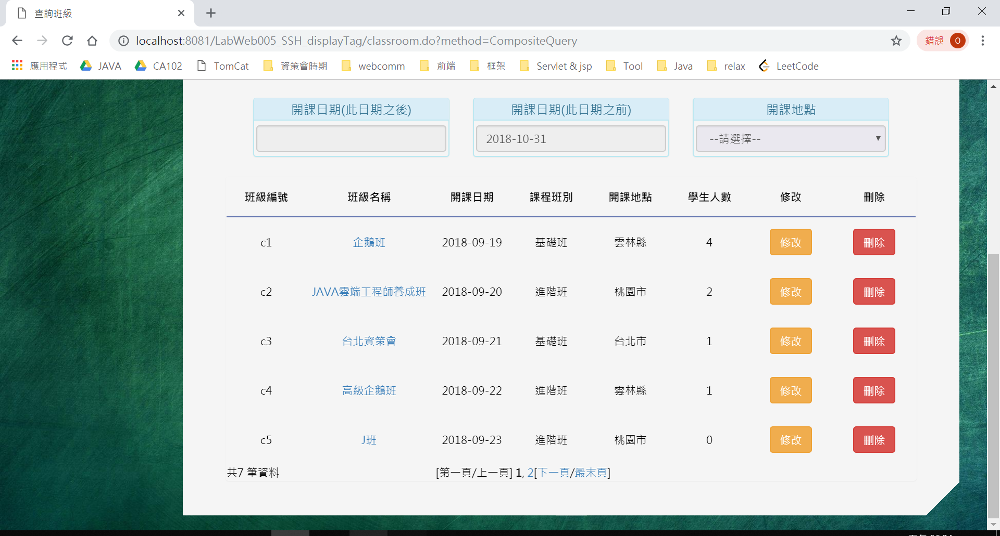 查詢班級
localhost:8081/LabWeb005_SSH_displayTag/classroom.do?method=CompositeQuery
錯誤 0
應用程式 JAVA CA102 TomCat 資策會時期 webcomm 前端 框架 Servlet & jsp Tool Java relax LeetCode
開課日期(此日期之後) 開課日期(此日期之前) 開課地點
2018-10-31 --請選擇--
班級編號 班級名稱 開課日期 課程班別 開課地點 學生人數 修改 刪除
c1 企鵝班 2018-09-19 基礎班 雲林縣 4 修改 刪除
c2 JAVA雲端工程師養成班 2018-09-20 進階班 桃園市 2 修改 刪除
c3 台北資策會 2018-09-21 基礎班 台北市 1 修改 刪除
c4 高級企鵝班 2018-09-22 進階班 雲林縣 1 修改 刪除
c5 J班 2018-09-23 進階班 桃園市 0 修改 刪除
共7 筆資料 [第一頁/上一頁] 1, 2[下一頁/最末頁]